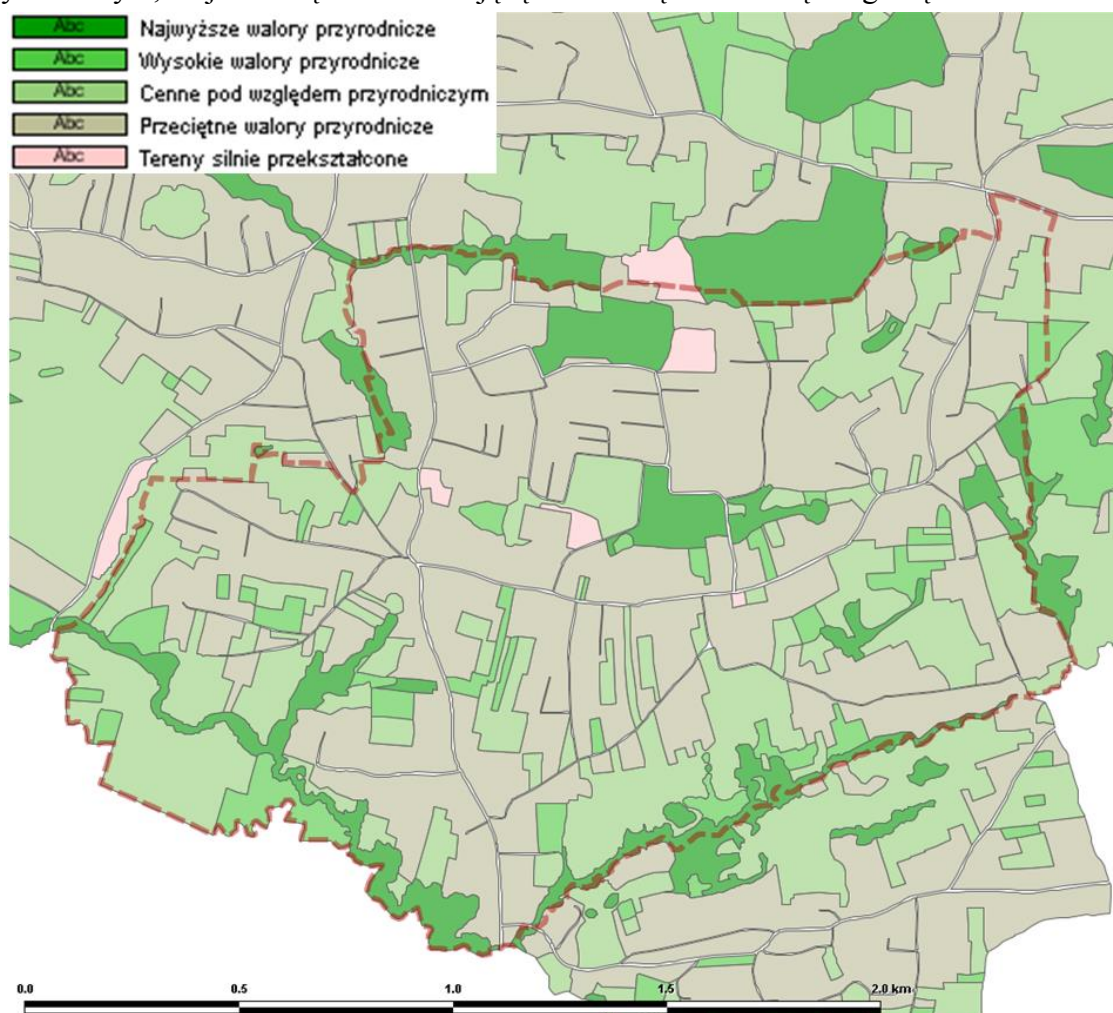 Abc Najwyższe walory przyrodnicze
Abc Wysokie walory przyrodnicze
Abc Cenne pod względem przyrodniczym
Abc Przeciętne walory przyrodnicze
Abc Tereny silnie przekształcone
0.0 0.5 1.0 1.5 2.0 km